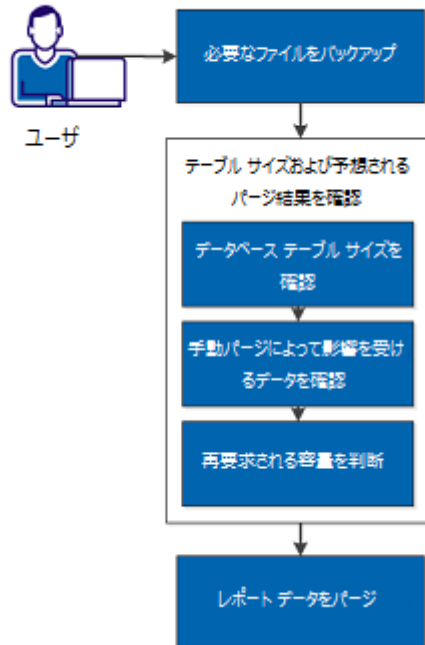 必要なファイルをバックアップ
ユーザ
テーブル サイズおよび予想される
パージ結果を確認
データベース テーブル サイズを
確認
手動パージによって影響を受け
るデータを確認
再要求される容量を判断
レポート データをパージ